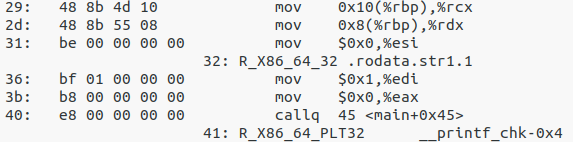 29: 48 8b 4d 10 mov 0x10(%rbp),%rcx
2d: 48 8b 55 08 mov 0x8(%rbp),%rdx
31: be 00 00 00 00 mov $0x0,%esi
32: R_X86_64_32 .rodata.str1.1
36: bf 01 00 00 00 mov $0x1,%edi
3b: b8 00 00 00 00 mov $0x0,%eax
40: e8 00 00 00 00 callq 45 <main+0x45>
41: R_X86_64_PLT32 __printf_chk-0x4